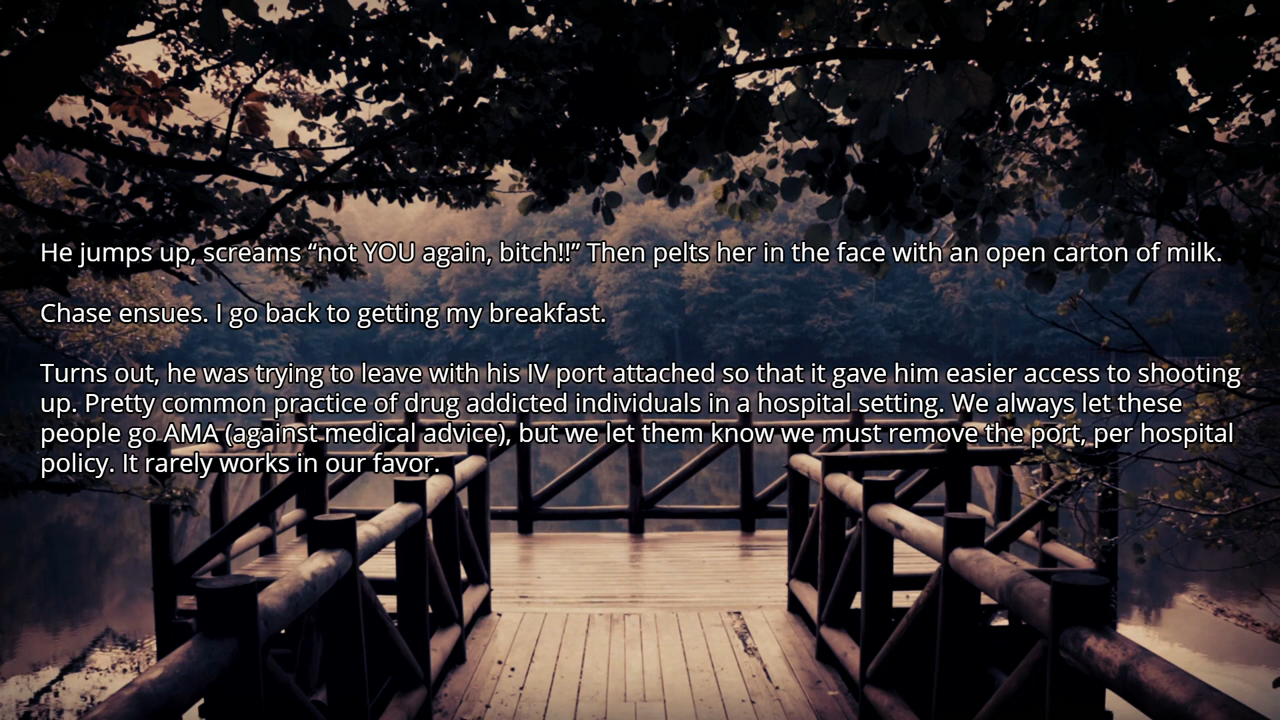 He jumps up, screams “not YOU again, bitch!!” Then pelts her in the face with an open carton of milk.
Chase ensues. I go back to getting my breakfast.
Turns out, he was trying to leave with his IV port attached so that it gave him easier access to shooting
up. Pretty common practice of drug addicted individuals in a hospital setting. We always let these
people go AMA (against medical advice), but we let them know we must remove the port, per hospital
policy. It rarely works in our favor.